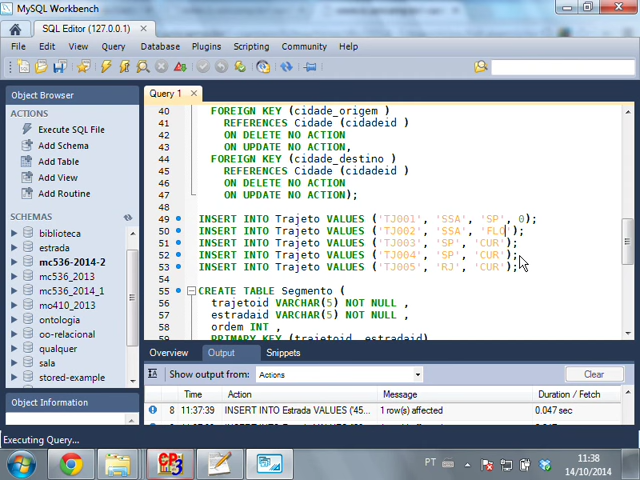 MySQL Workbench
SQL Editor (127.0.0.1)
File Edit View Query Database Plugins Scripting Community Help
Object Browser
ACTIONS
Execute SQL File
Add Schema
Add Table
Add View
Add Routine
SCHEMAS
biblioteca
estrada
mc536-2014-2
mc536_2013
mc536_2014_1
mo410_2013
ontologia
oo-relacional
qualquer
sala
stored-example
Object Information
Query 1
40 FOREIGN KEY (cidade_origem )
41 REFERENCES Cidade (cidadeid )
42 ON DELETE NO ACTION
43 ON UPDATE NO ACTION,
44 FOREIGN KEY (cidade_destino )
45 REFERENCES Cidade (cidadeid )
46 ON DELETE NO ACTION
47 ON UPDATE NO ACTION);
48
49 INSERT INTO Trajeto VALUES ('TJ001', 'SSA', 'SP', 0);
50 INSERT INTO Trajeto VALUES ('TJ002', 'SSA', 'FLO');
51 INSERT INTO Trajeto VALUES ('TJ003', 'SP', 'CUR');
52 INSERT INTO Trajeto VALUES ('TJ004', 'SP', 'CUR');
53 INSERT INTO Trajeto VALUES ('TJ005', 'RJ', 'CUR');
54
55 CREATE TABLE Segmento (
56 trajetoid VARCHAR(5) NOT NULL ,
57 estradaid VARCHAR(5) NOT NULL ,
58 ordem INT ,
59 PRIMARY KEY (trajetoid, estradaid)
Overview Output Snippets
Show output from: Actions Clear
Time Action Message Duration / Fetch
8 11:37:39 INSERT INTO Estrada VALUES ('45... 1 row(s) affected 0.047 sec
Executing Query...
PT
11:38
14/10/2014